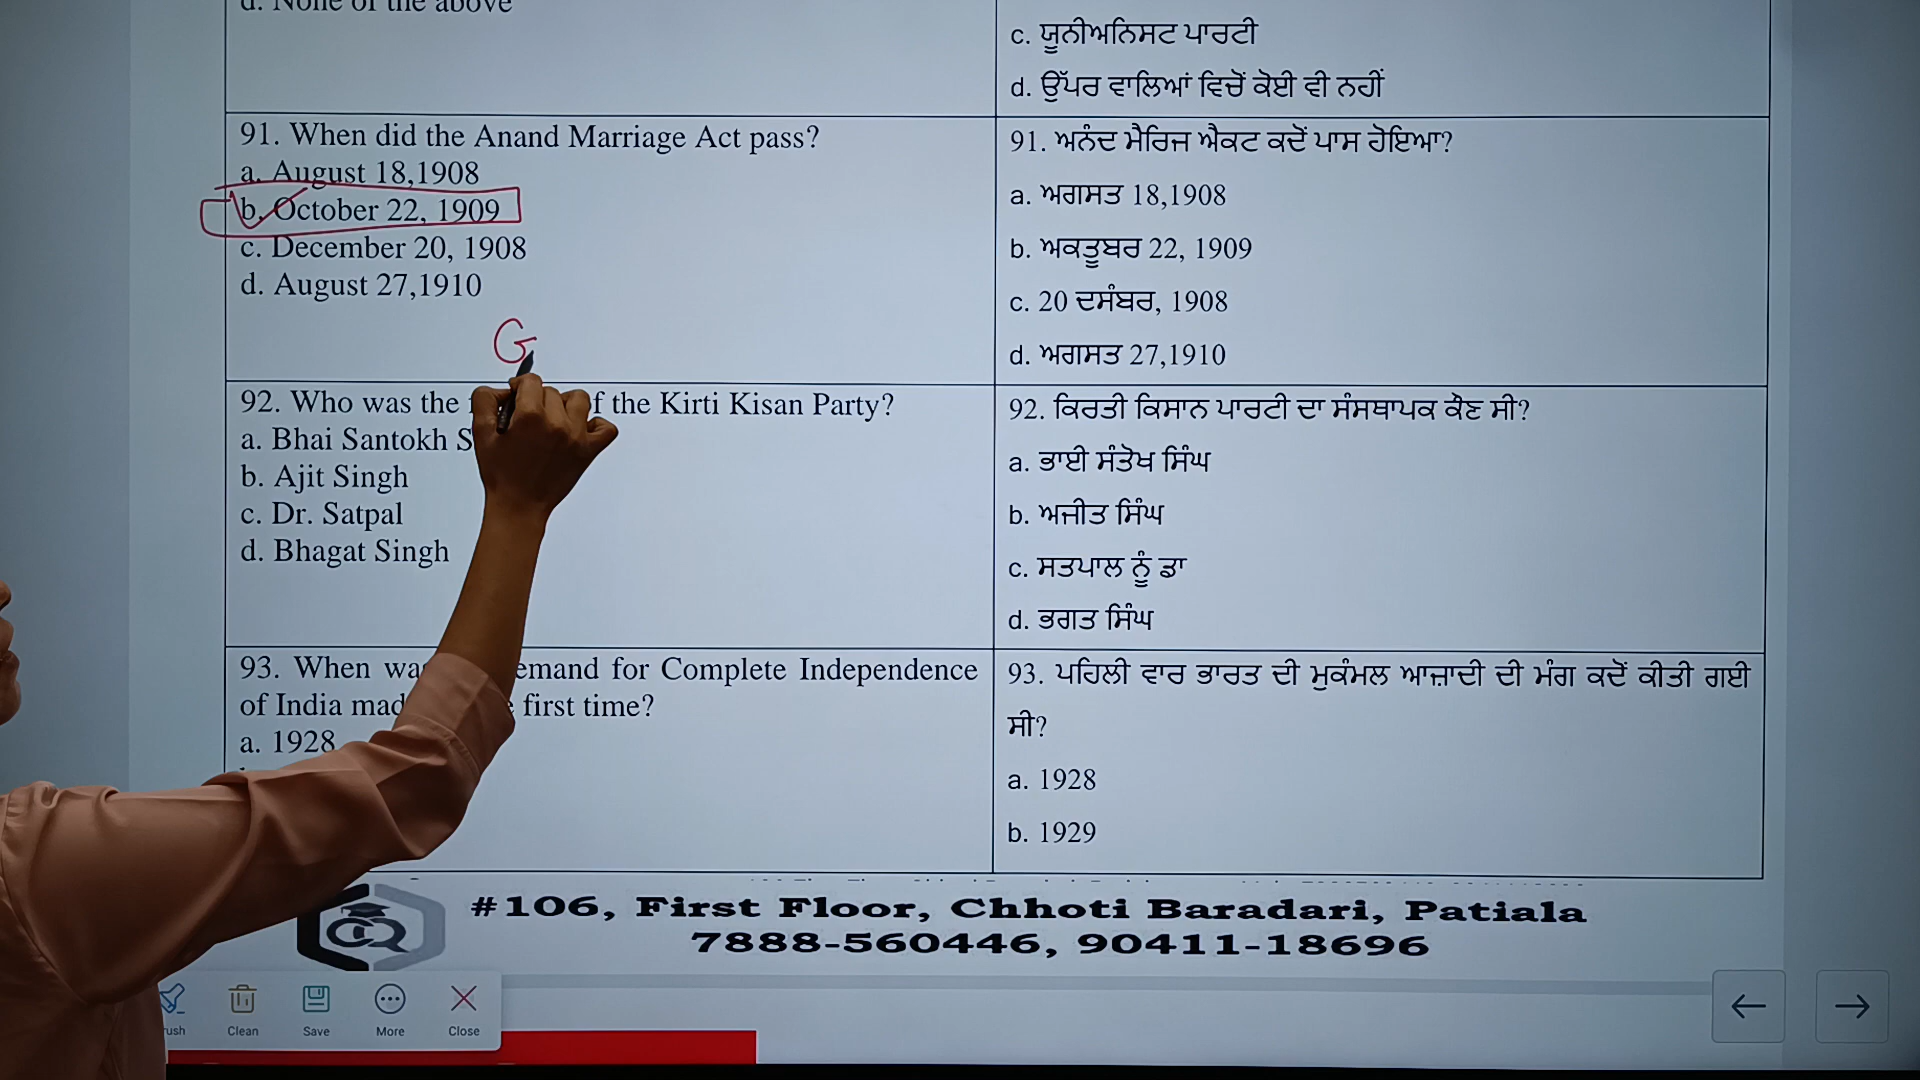 d. None of the above
c. ਯੂਨੀਅਨਿਸਟ ਪਾਰਟੀ
d. ਉੱਪਰ ਵਾਲਿਆਂ ਵਿਚੋਂ ਕੋਈ ਵੀ ਨਹੀਂ
91. When did the Anand Marriage Act pass?
a. August 18,1908
b. October 22, 1909
c. December 20, 1908
d. August 27,1910
G
91. ਅਨੰਦ ਮੈਰਿਜ ਐਕਟ ਕਦੋਂ ਪਾਸ ਹੋਇਆ?
a. ਅਗਸਤ 18,1908
b. ਅਕਤੂਬਰ 22, 1909
c. 20 ਦਸੰਬਰ, 1908
d. ਅਗਸਤ 27,1910
92. Who was the of the Kirti Kisan Party?
a. Bhai Santokh S
b. Ajit Singh
c. Dr. Satpal
d. Bhagat Singh
92. ਕਿਰਤੀ ਕਿਸਾਨ ਪਾਰਟੀ ਦਾ ਸੰਸਥਾਪਕ ਕੌਣ ਸੀ?
a. ਭਾਈ ਸੰਤੋਖ ਸਿੰਘ
b. ਅਜੀਤ ਸਿੰਘ
c. ਸਤਪਾਲ ਨੂੰ ਡਾ
d. ਭਗਤ ਸਿੰਘ
93. When wa emand for Complete Independence
of India mad first time?
a. 1928
93. ਪਹਿਲੀ ਵਾਰ ਭਾਰਤ ਦੀ ਮੁਕੰਮਲ ਆਜ਼ਾਦੀ ਦੀ ਮੰਗ ਕਦੋਂ ਕੀਤੀ ਗਈ
ਸੀ?
a. 1928
b. 1929
#106, First Floor, Chhoti Baradari, Patiala
7888-560446, 90411-18696
ush Clean Save More Close